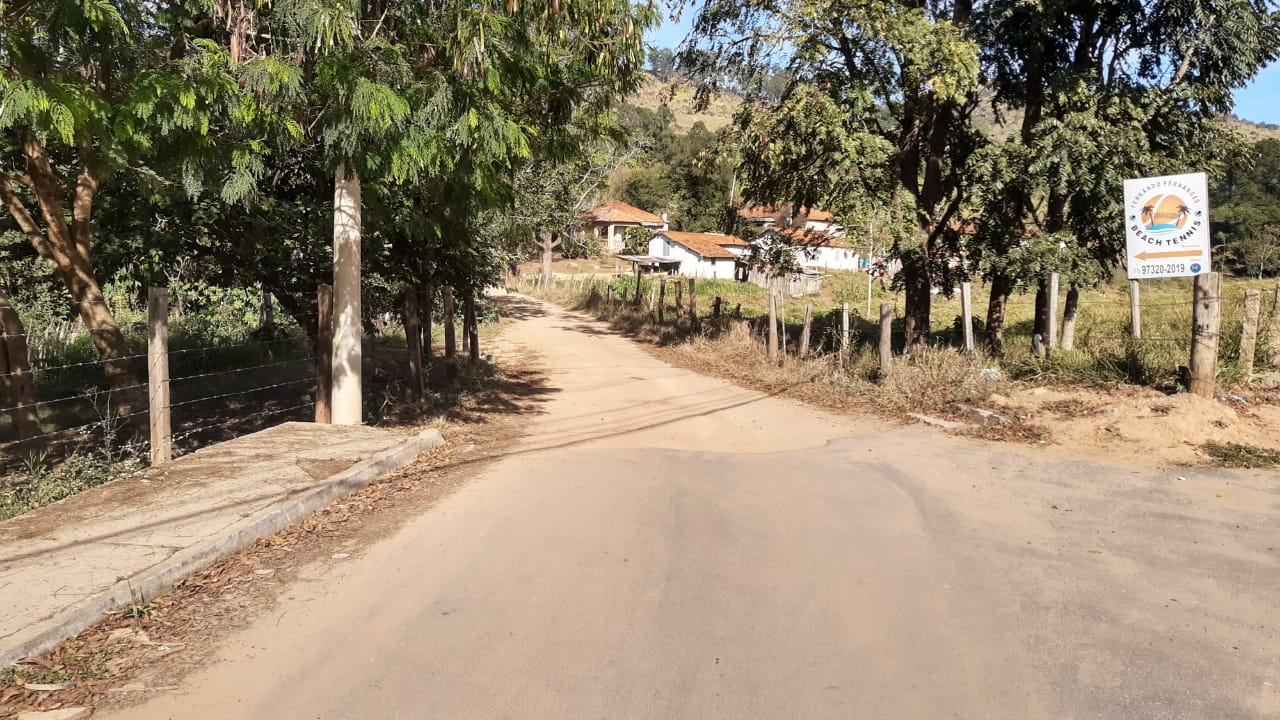 FERNANDO FERNANDES
BEACH TENNIS
97320-2019